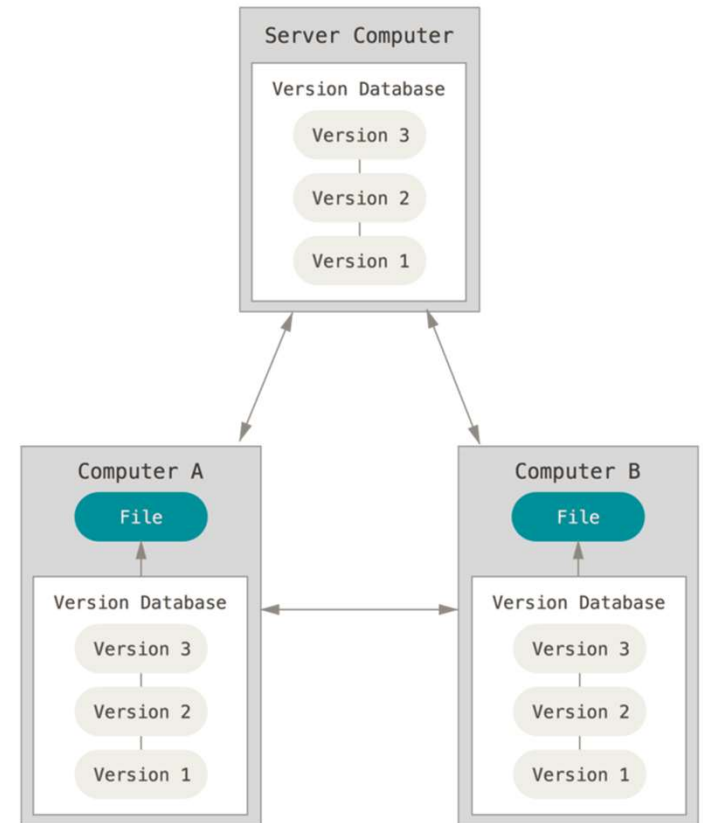 Server Computer
Version Database
Version 3
Version 2
Version 1
Computer A
File
Version Database
Version 3
Version 2
Version 1
Computer B
File
Version Database
Version 3
Version 2
Version 1